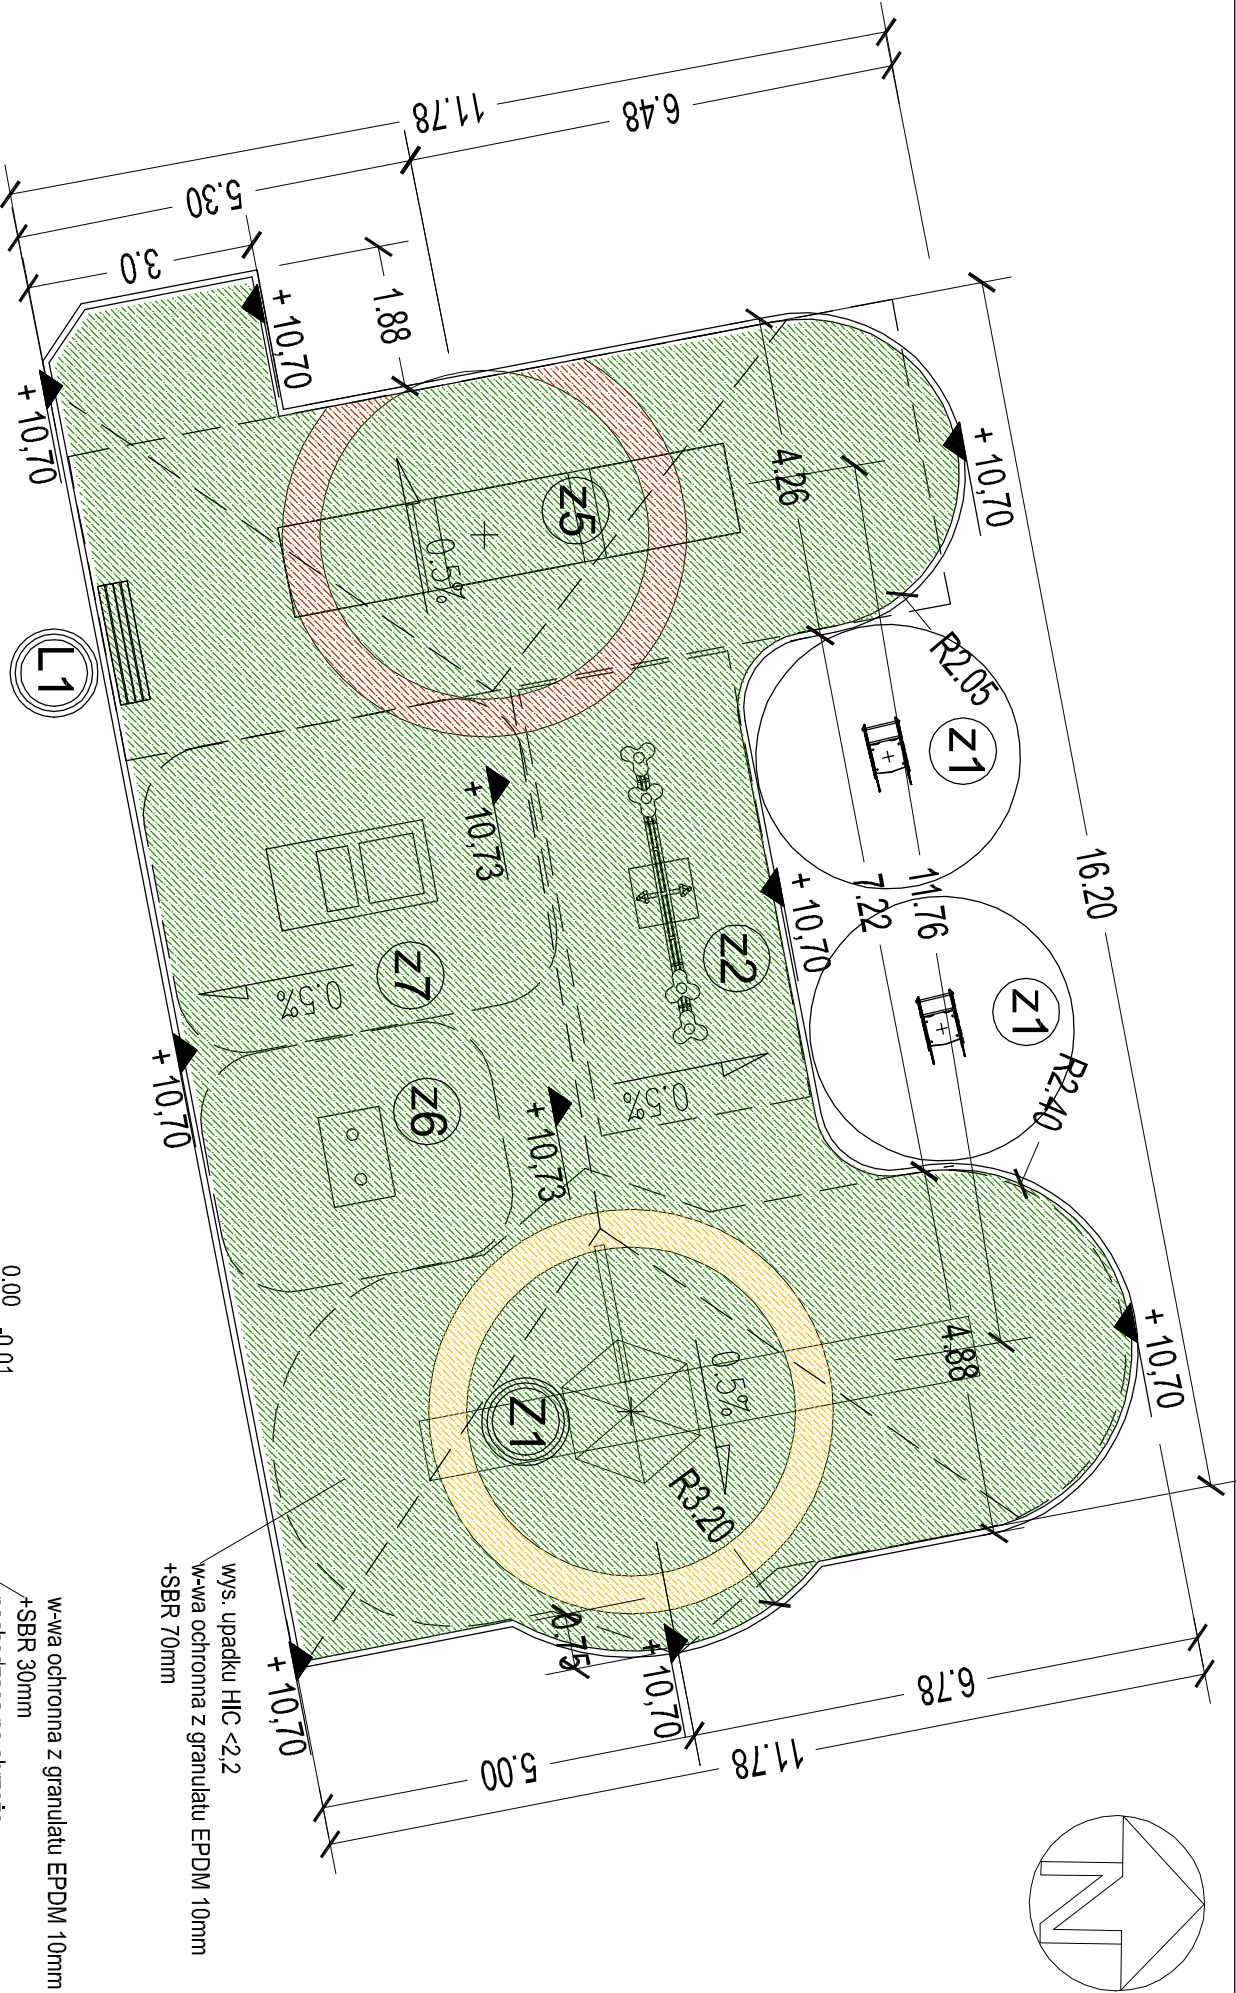 11.78
6.48
5.30
3.0
1.88
+ 10,70
+ 10,70
+ 10,70
4.26
z5
0.5%
R2.05
z1
16.20
L1
+ 10,73
z2
+ 10,70
7.22
11.76
z1
R2.40
z7
0.5%
+ 10,70
z6
+ 10,73
0.5%
4.88
+ 10,70
Z1
0.5%
R3.20
0.75
+ 10,70
+ 10,70
6.78
11.78
5.00
N
wys. upadku HIC <2,2
w-wa ochronna z granulatu EPDM 10mm
+SBR 70mm
w-wa ochronna z granulatu EPDM 10mm
+SBR 30mm
0.00
-0.01